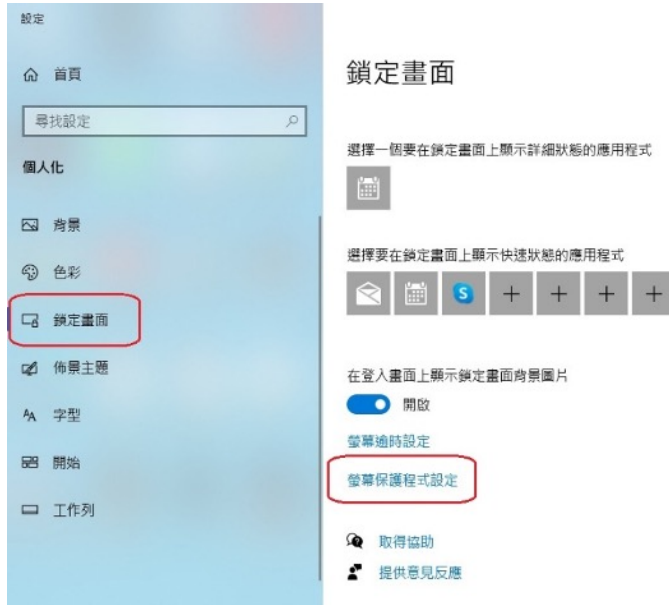 設定
首頁
尋找設定
個人化
背景
色彩
鎖定畫面
佈景主題
字型
開始
工作列
鎖定畫面
選擇一個要在鎖定畫面上顯示詳細狀態的應用程式
選擇要在鎖定畫面上顯示快速狀態的應用程式
在登入畫面上顯示鎖定畫面背景圖片
開啟
螢幕逾時設定
螢幕保護程式設定
取得協助
提供意見反應